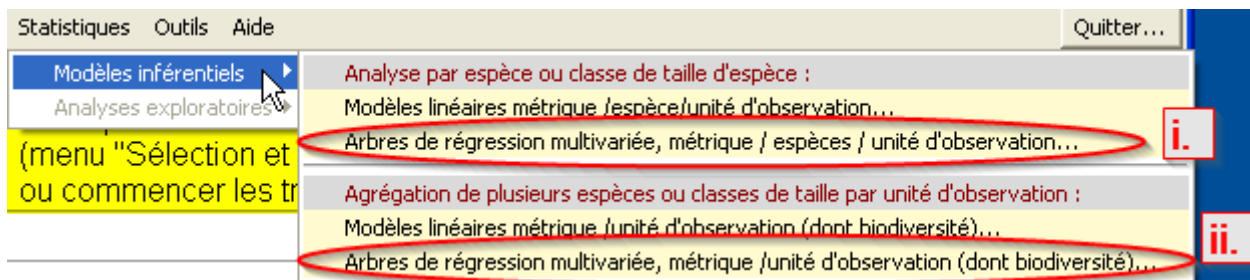 Statistiques Outils Aide Quitter...
Modèles inférentiels
Analyses exploratoires
Analyse par espèce ou classe de taille d'espèce :
Modèles linéaires métrique /espèce/unité d'observation...
Arbres de régression multivariée, métrique / espèces / unité d'observation...
i.
(menu "Sélection et
ou commencer les tr
Agrégation de plusieurs espèces ou classes de taille par unité d'observation :
Modèles linéaires métrique /unité d'observation (dont biodiversité)...
Arbres de régression multivariée, métrique /unité d'observation (dont biodiversité)...
ii.